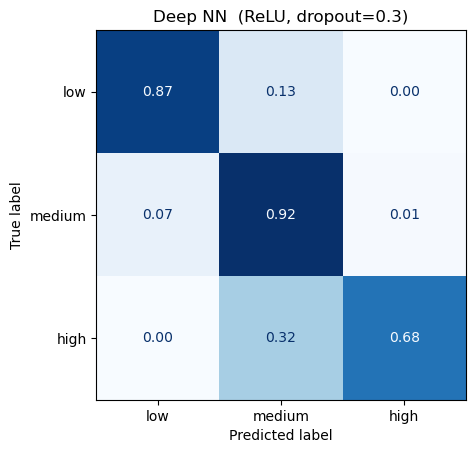 Deep NN (ReLU, dropout=0.3)
True label
low 0.87 0.13 0.00
medium 0.07 0.92 0.01
high 0.00 0.32 0.68
low medium high
Predicted label